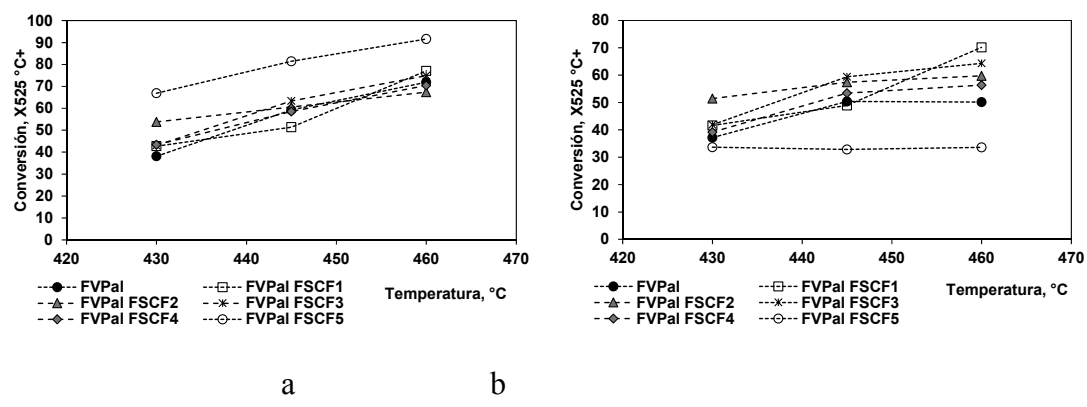 100
90
80
70
60
50
40
30
20
10
0
Conversión, X525 °C+
420 430 440 450 460 470
FVPal FVPal FSCF1
FVPal FSCF2 FVPal FSCF3
FVPal FSCF4 FVPal FSCF5
Temperatura, °C
80
70
60
50
40
30
20
10
0
Conversión, X525 °C+
420 430 440 450 460 470
FVPal FVPal FSCF1
FVPal FSCF2 FVPal FSCF3
FVPal FSCF4 FVPal FSCF5
Temperatura, °C
a b